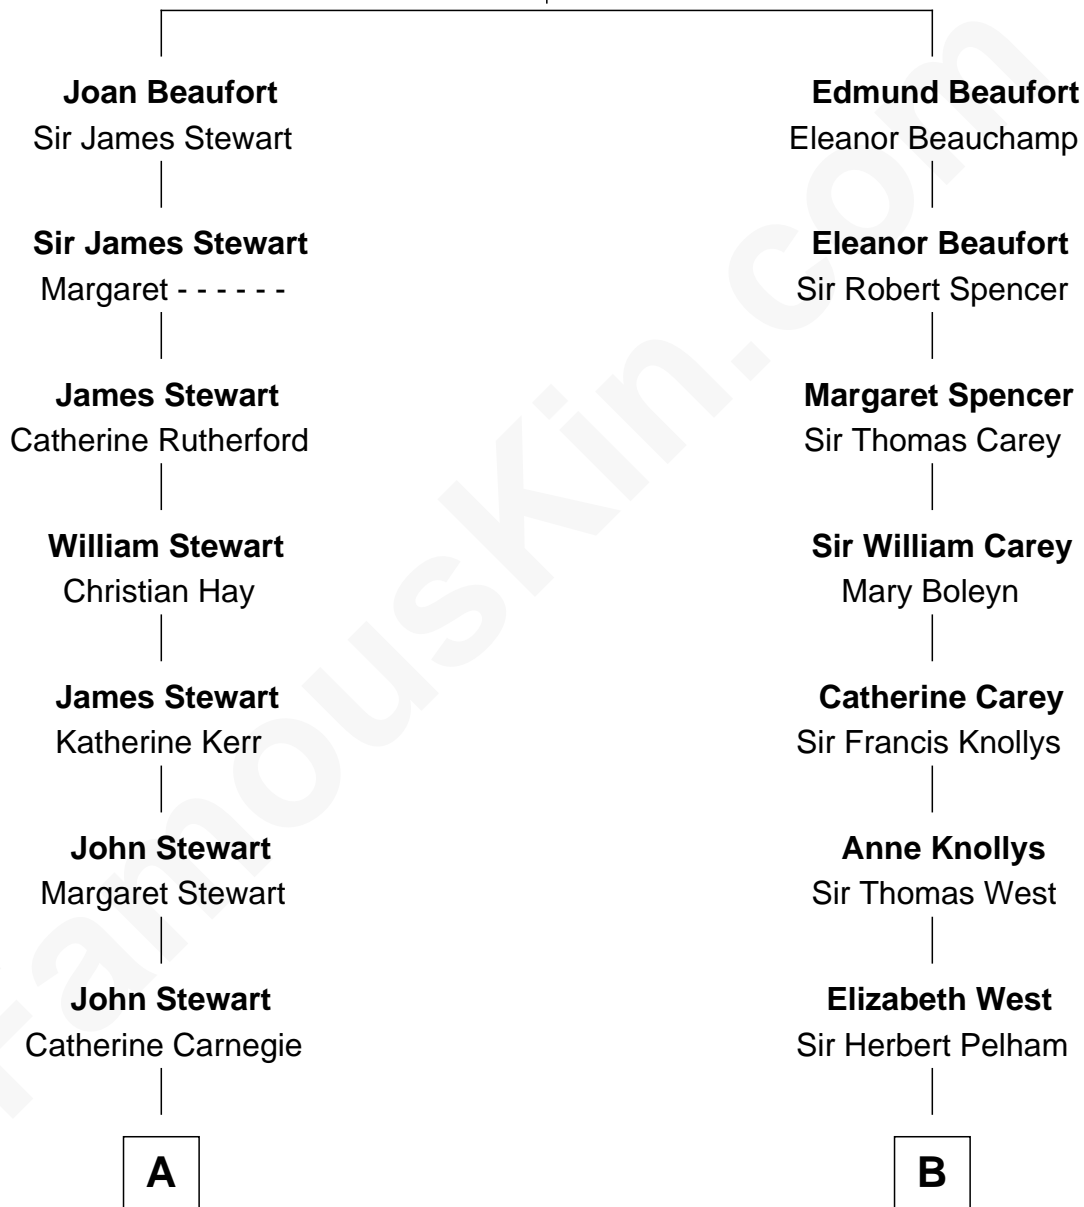 Joan Beaufort
Sir James Stewart
Sir James Stewart
Margaret - - - - - -
James Stewart
Catherine Rutherford
William Stewart
Christian Hay
James Stewart
Katherine Kerr
John Stewart
Margaret Stewart
John Stewart
Catherine Carnegie
A
Edmund Beaufort
Eleanor Beauchamp
Eleanor Beaufort
Sir Robert Spencer
Margaret Spencer
Sir Thomas Carey
Sir William Carey
Mary Boleyn
Catherine Carey
Sir Francis Knollys
Anne Knollys
Sir Thomas West
Elizabeth West
Sir Herbert Pelham
B
FamousKin.com